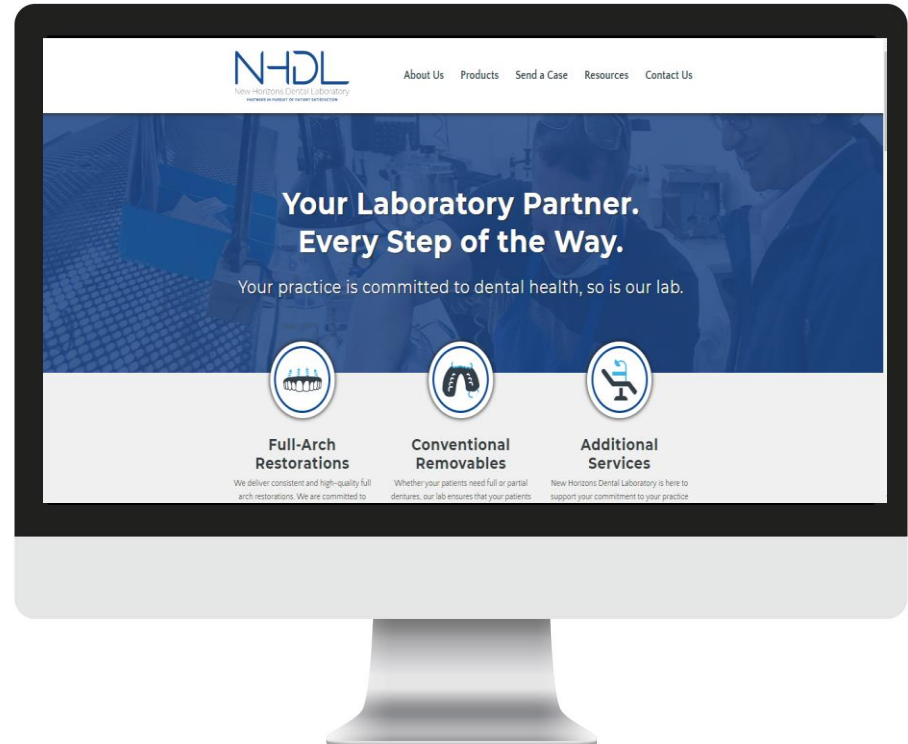 NHDL
New Horizons Dental Laboratory
PARTNERS IN PURSUIT OF PATIENT SATISFACTION
About Us Products Send a Case Resources Contact Us
Your Laboratory Partner.
Every Step of the Way.
Your practice is committed to dental health, so is our lab.
Full-Arch
Restorations
We deliver consistent and high-quality full
arch restorations. We are committed to
Conventional
Removables
Whether your patients need full or partial
dentures, our lab ensures that your patients
Additional
Services
New Horizons Dental Laboratory is here to
support your commitment to your practice